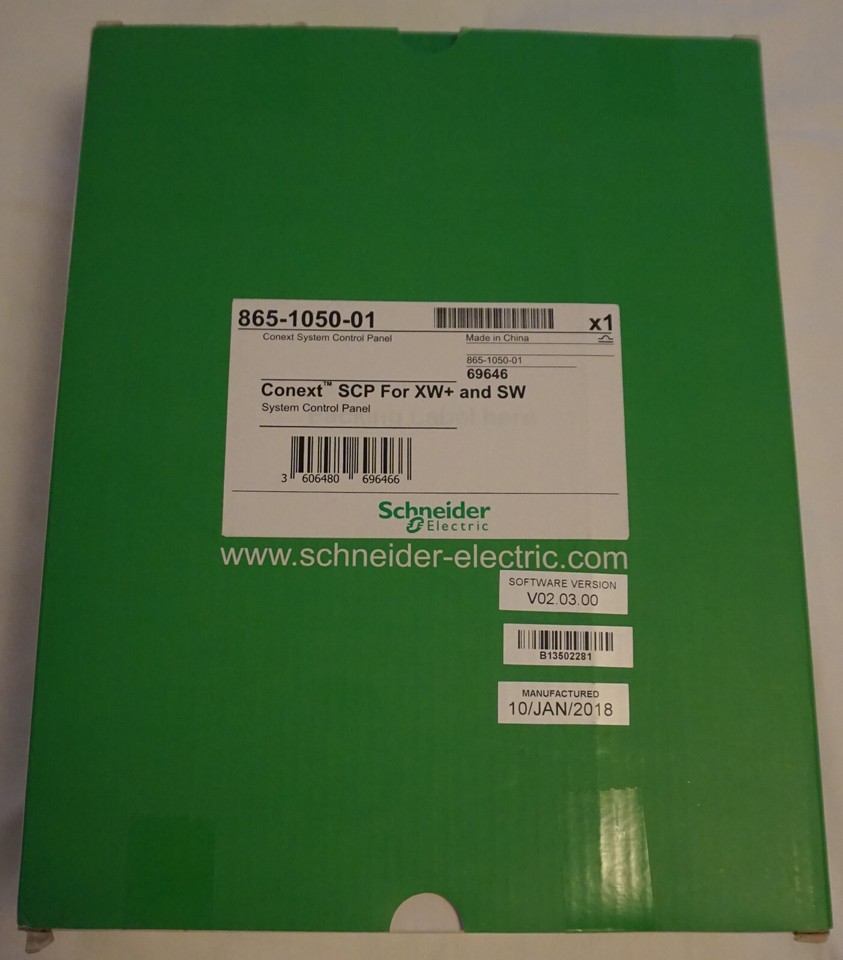 865-1050-01
x1
Conext System Control Panel
Made in China
865-1050-01
69646
Conext™ SCP For XW+ and SW
System Control Panel
3 606480 696466
Schneider
Electric
www.schneider-electric.com
SOFTWARE VERSION
V02.03.00
B13502281
MANUFACTURED
10/JAN/2018